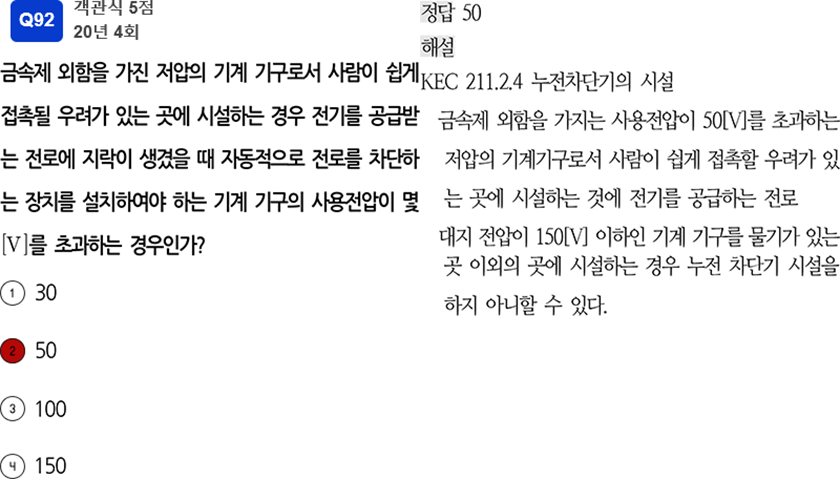 Q92
객관식 5점
20년 4회
금속제 외함을 가진 저압의 기계 기구로서 사람이 쉽게
접촉될 우려가 있는 곳에 시설하는 경우 전기를 공급받
는 전로에 지락이 생겼을 때 자동적으로 전로를 차단하
는 장치를 설치하여야 하는 기계 기구의 사용전압이 몇
[V]를 초과하는 경우인가?
1 30
2 50
3 100
4 150
정답 50
해설
KEC 211.2.4 누전차단기의 시설
금속제 외함을 가지는 사용전압이 50[V]를 초과하는
저압의 기계기구로서 사람이 쉽게 접촉할 우려가 있
는 곳에 시설하는 것에 전기를 공급하는 전로
대지 전압이 150[V] 이하인 기계 기구를 물기가 있는
곳 이외의 곳에 시설하는 경우 누전 차단기 시설을
하지 아니할 수 있다.